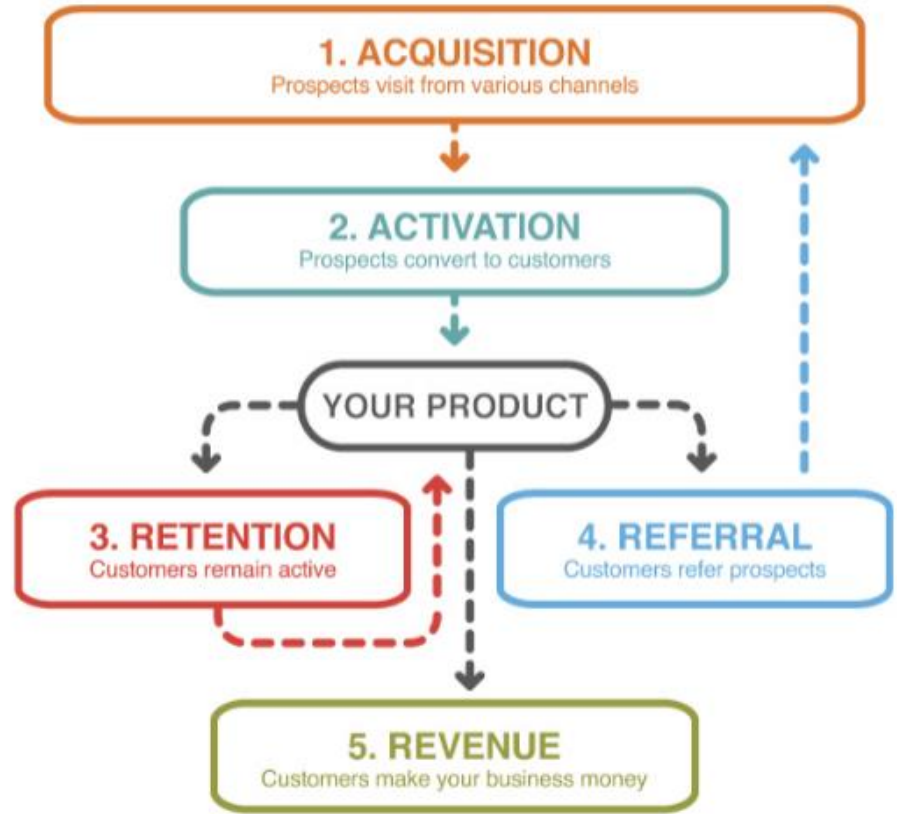 1. ACQUISITION
Prospects visit from various channels
2. ACTIVATION
Prospects convert to customers
YOUR PRODUCT
3. RETENTION
Customers remain active
4. REFERRAL
Customers refer prospects
5. REVENUE
Customers make your business money